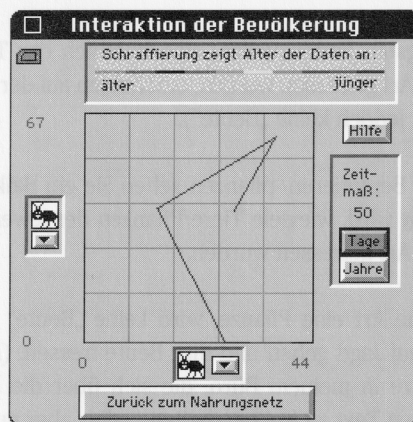 Interaktion der Bevölkerung
Schraffierung zeigt Alter der Daten an:
älter
jünger
67
Hilfe
Zeit-
maß:
50
Tage
Jahre
0
0
44
Zurück zum Nahrungsnetz